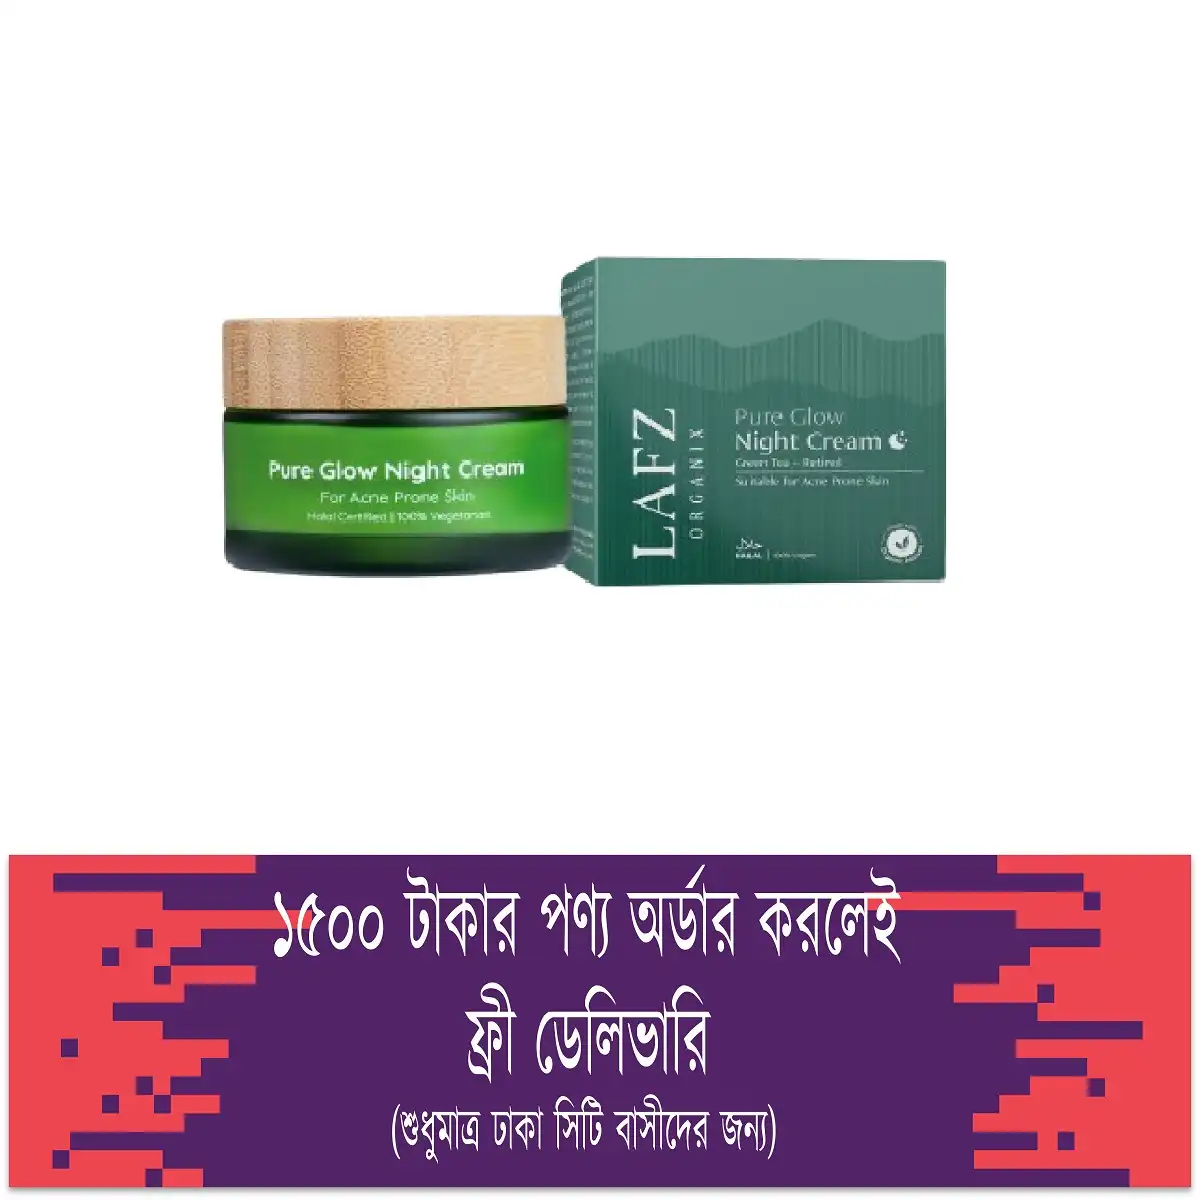 Pure Glow Night Cream
For Acne Prone Skin
Halal Certified || 100% Vegetarian
LAFZ
ORGANIX
Pure Glow
Night Cream
Green Tea - Retinol
Suitable for Acne Prone Skin
حلال
HALAL
১৫০০ টাকার পণ্য অর্ডার করলেই
ফ্রী ডেলিভারি
(শুধুমাত্র ঢাকা সিটি বাসীদের জন্য)